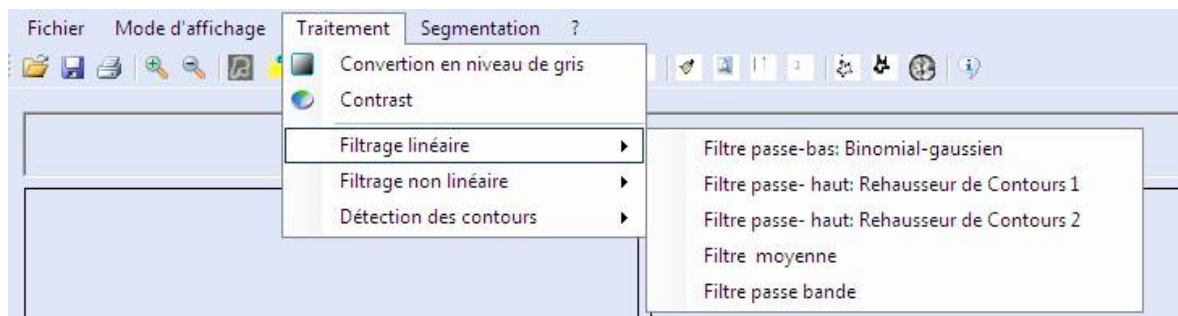 Fichier Mode d'affichage Traitement Segmentation ?
Convertion en niveau de gris
Contrast
Filtrage linéaire
Filtrage non linéaire
Détection des contours
Filtre passe-bas: Binomial-gaussien
Filtre passe- haut: Rehausseur de Contours 1
Filtre passe- haut: Rehausseur de Contours 2
Filtre moyenne
Filtre passe bande